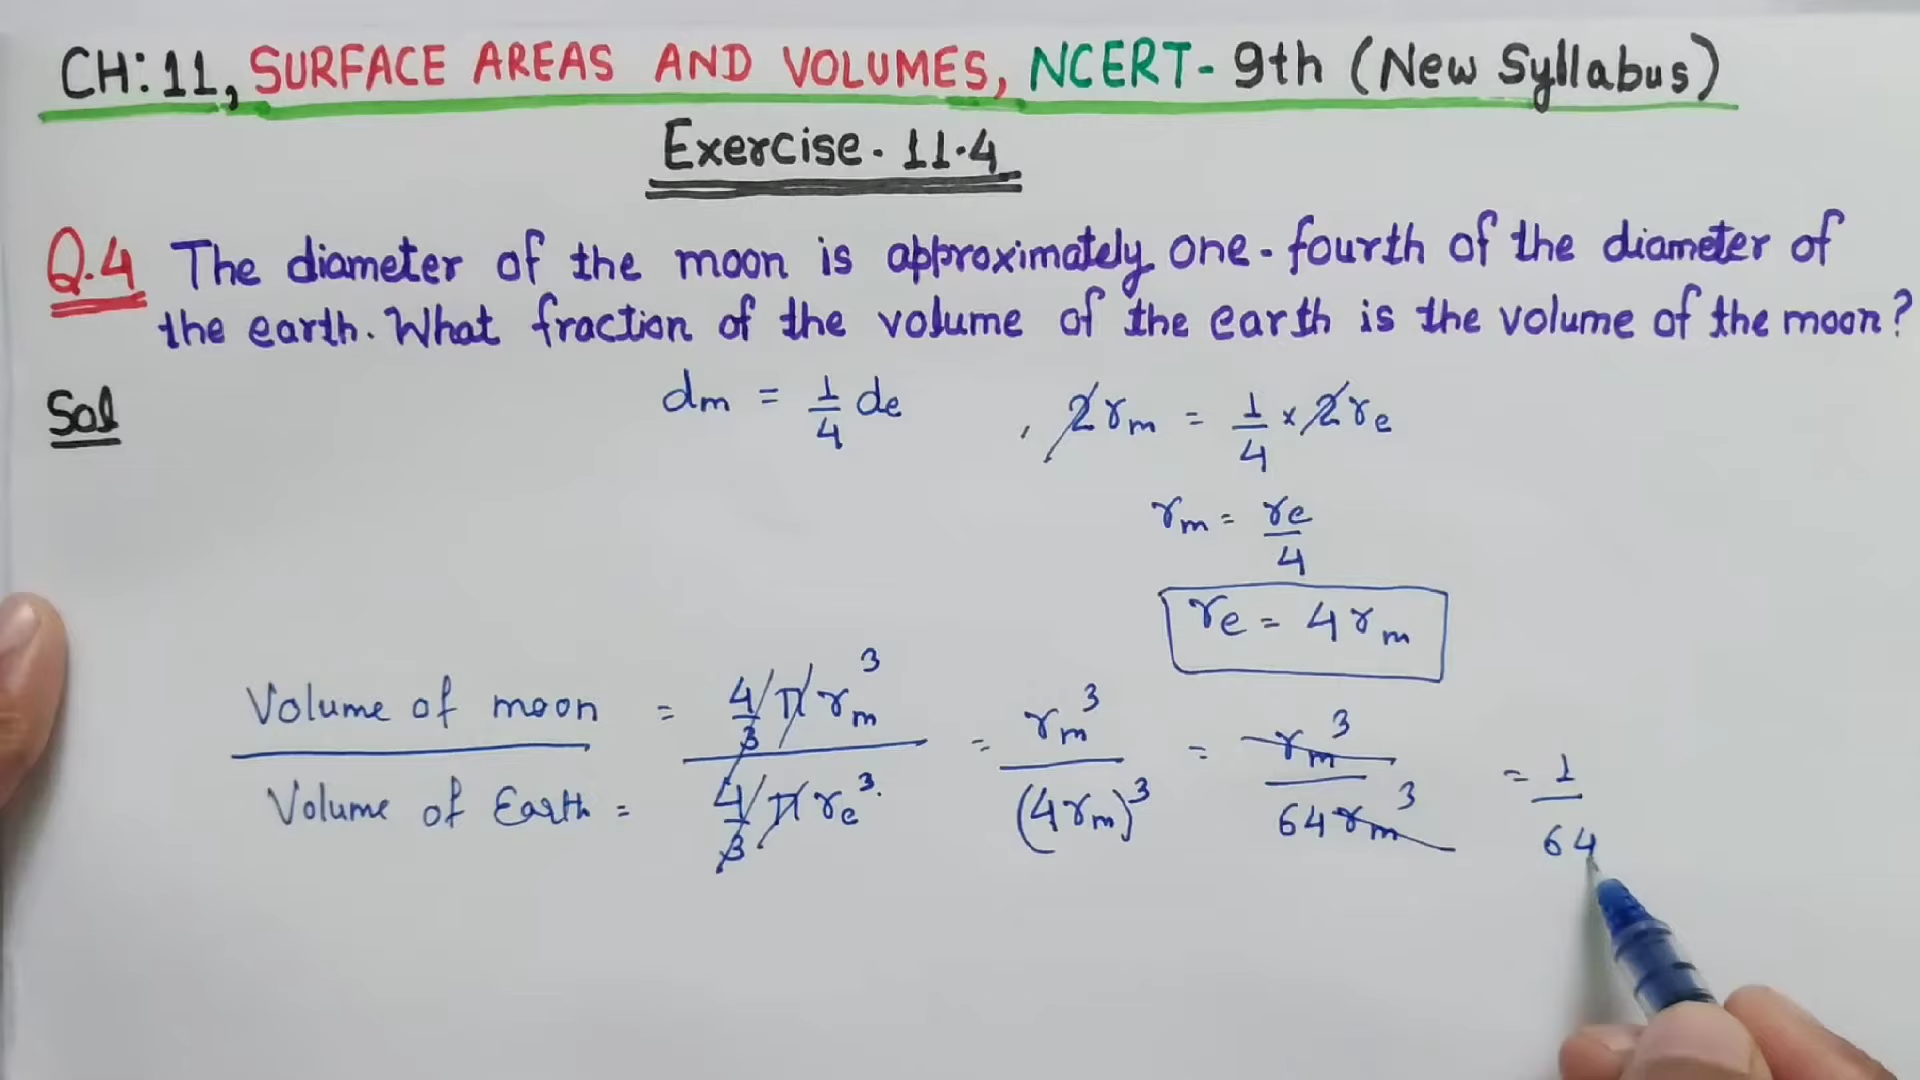 CH: 11, SURFACE AREAS AND VOLUMES, NCERT- 9th (New Syllabus)
Exercise. 11.4
Q.4 The diameter of the moon is approximately one-fourth of the diameter of
the earth. What fraction of the volume of the earth is the volume of the moon?
Sol
dm = 1/4 de , 2rm = 1/4 × 2re
rm = re/4
re = 4rm
Volume of moon / Volume of Earth = (4/3 π rm³) / (4/3 π re³) = rm³ / (4rm)³ = rm³ / 64rm³ = 1/64